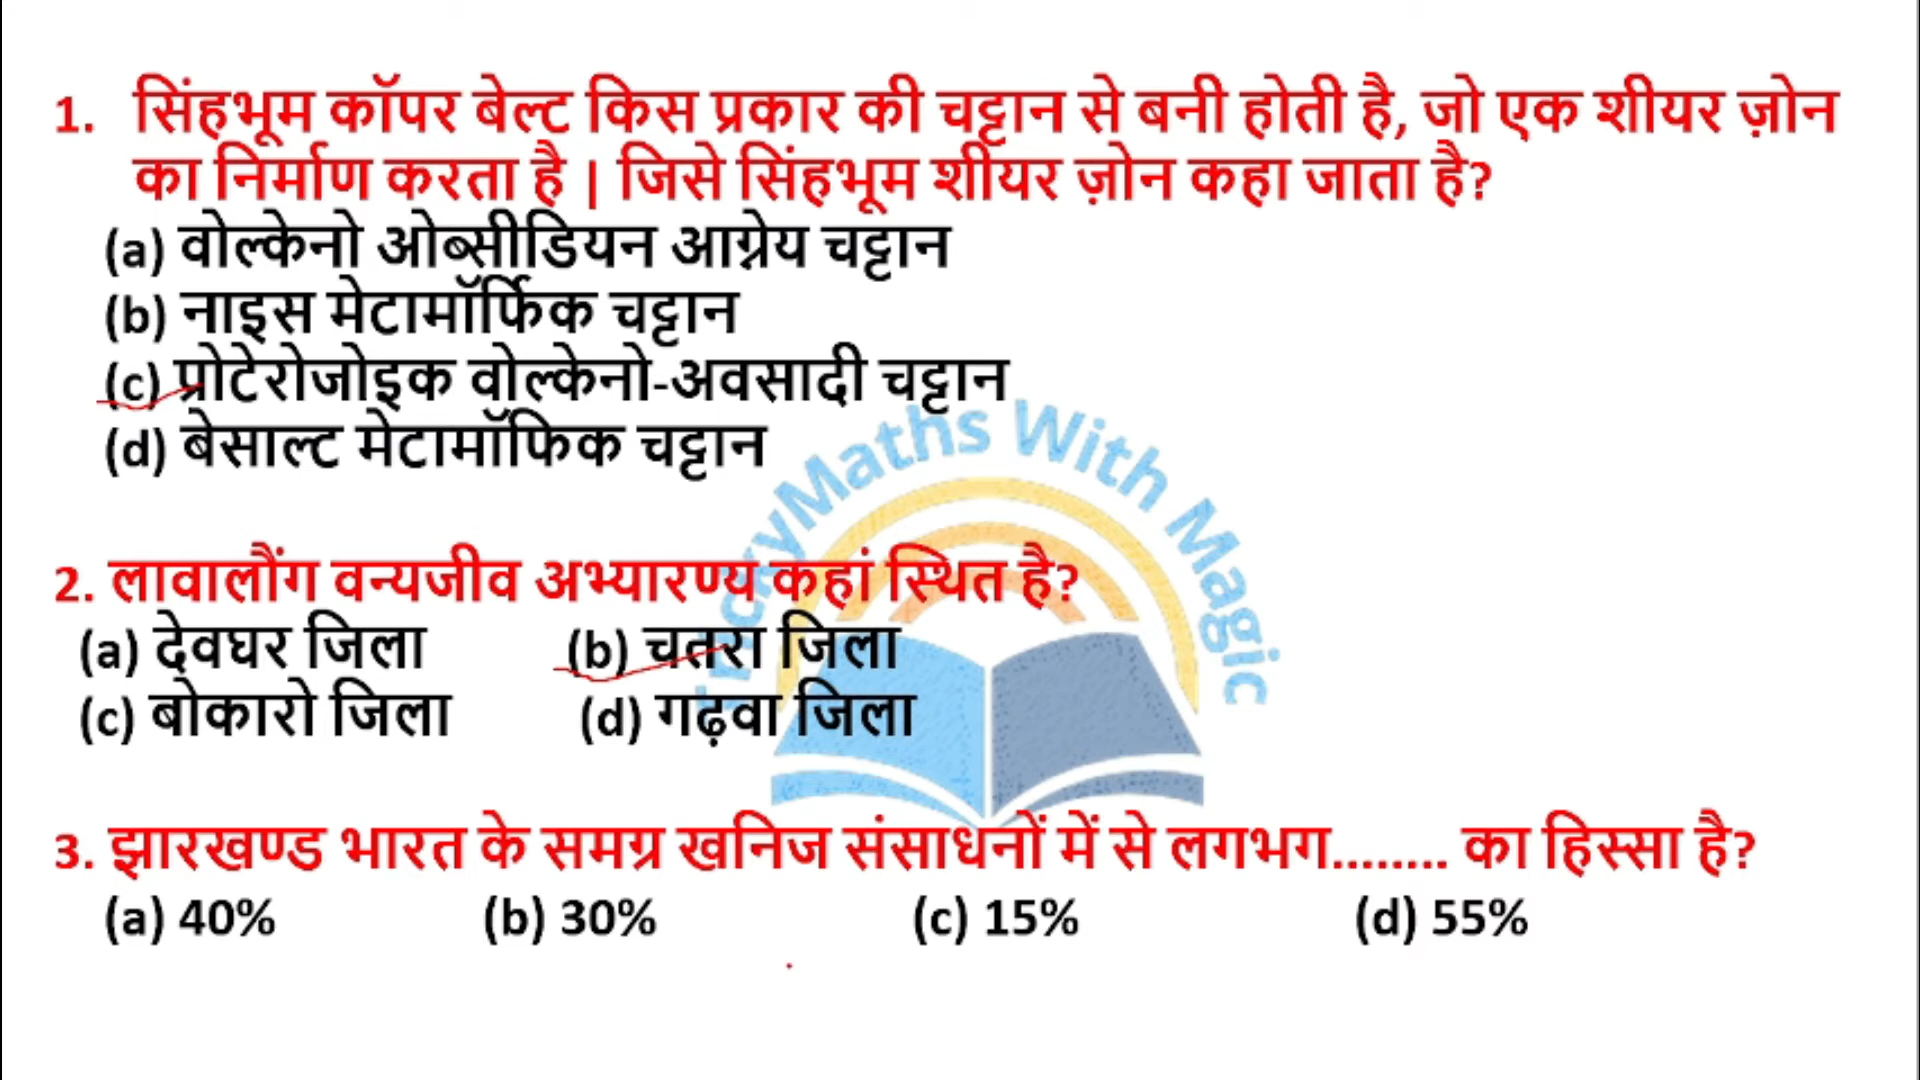 1. सिंहभूम कॉपर बेल्ट किस प्रकार की चट्टान से बनी होती है, जो एक शीयर ज़ोन
का निर्माण करता है | जिसे सिंहभूम शीयर ज़ोन कहा जाता है?
(a) वोल्केनो ओब्सीडियन आग्नेय चट्टान
(b) नाइस मेटामॉर्फिक चट्टान
(c) प्रोटेरोजोइक वोल्केनो-अवसादी चट्टान
(d) बेसाल्ट मेटामॉफिक चट्टान
TrickyMaths With Magic
2. लावालौंग वन्यजीव अभ्यारण्य कहां स्थित है?
(a) देवघर जिला (b) चतरा जिला
(c) बोकारो जिला (d) गढ़वा जिला
3. झारखण्ड भारत के समग्र खनिज संसाधनों में से लगभग........ का हिस्सा है?
(a) 40% (b) 30% (c) 15% (d) 55%